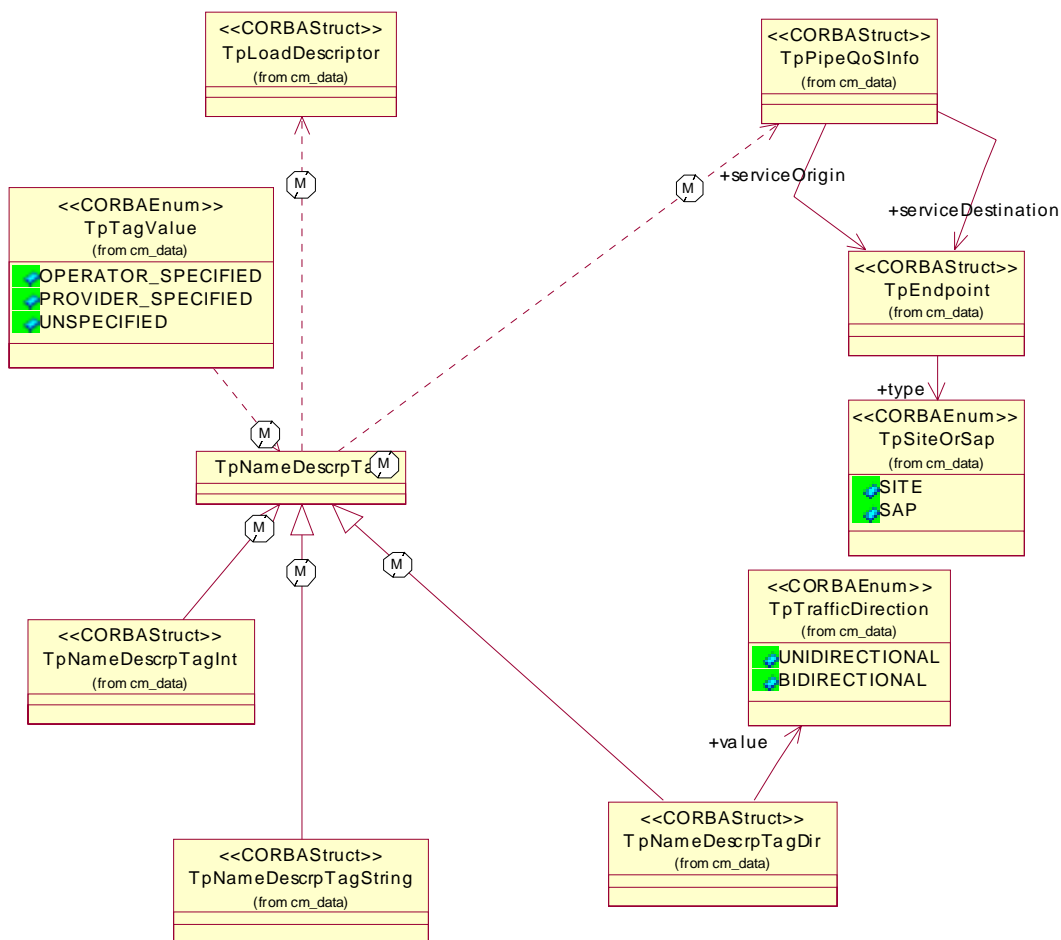 <<CORBAStruct>>
TpLoadDescriptor
(from cm_data)
<<CORBAStruct>>
TpPipeQoSInfo
(from cm_data)
M
M
+serviceOrigin
+serviceDestination
<<CORBAEnum>>
TpTagValue
(from cm_data)
OPERATOR_SPECIFIED
PROVIDER_SPECIFIED
UNSPECIFIED
<<CORBAStruct>>
TpEndpoint
(from cm_data)
+type
<<CORBAEnum>>
TpSiteOrSap
(from cm_data)
SITE
SAP
M
TpNameDescrpTa
M
M
M
M
<<CORBAEnum>>
TpTrafficDirection
(from cm_data)
UNIDIRECTIONAL
BIDIRECTIONAL
<<CORBAStruct>>
TpNameDescrpTagInt
(from cm_data)
+value
<<CORBAStruct>>
TpNameDescrpTagDir
(from cm_data)
<<CORBAStruct>>
TpNameDescrpTagString
(from cm_data)